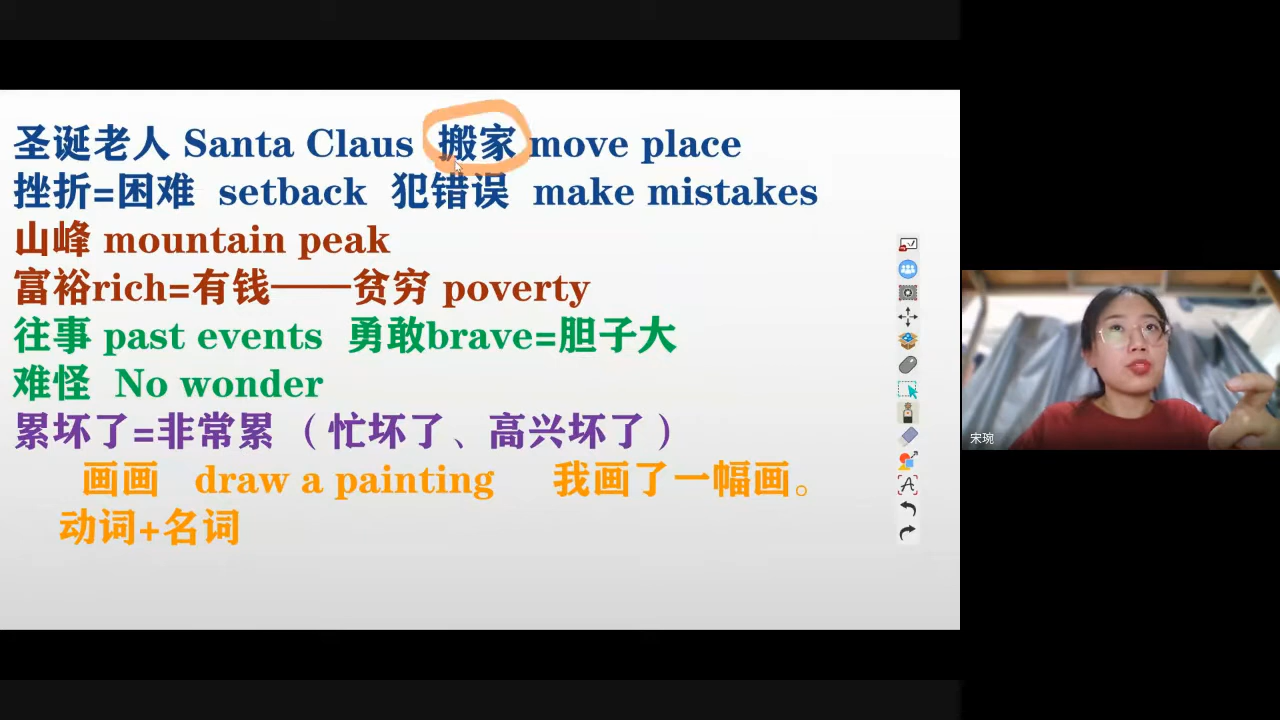 圣诞老人 Santa Claus 搬家 move place
挫折=困难 setback 犯错误 make mistakes
山峰 mountain peak
富裕rich=有钱——贫穷 poverty
往事 past events 勇敢brave=胆子大
难怪 No wonder
累坏了=非常累 （忙坏了、高兴坏了）
画画 draw a painting 我画了一幅画。
动词+名词
宋琬